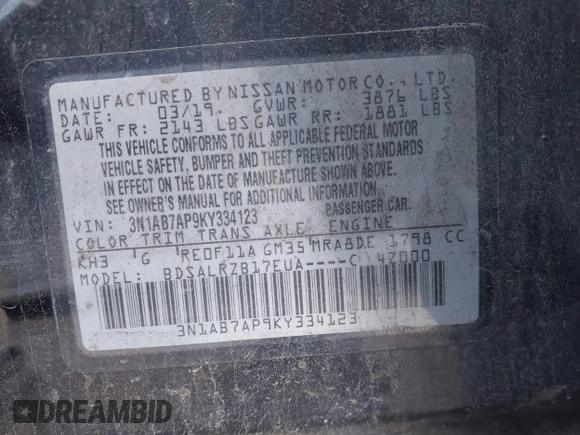 MANUFACTURED BY NISSAN MOTOR CO., LTD.
DATE: 03/19. GVWR: 3876 LBS
GAWR FR: 2143 LBS GAWR RR: 1881 LBS
THIS VEHICLE CONFORMS TO ALL APPLICABLE FEDERAL MOTOR
VEHICLE SAFETY, BUMPER AND THEFT PREVENTION STANDARDS
IN EFFECT ON THE DATE OF MANUFACTURE SHOWN ABOVE.
SEE OWNER'S MANUAL FOR ADDITIONAL INFORMATION.
VIN: 3N1AB7AP9KY334123 PASSENGER CAR.
COLOR TRIM TRANS AXLE ENGINE
KH3 G RE0F11A GM35 MRA8DE 1798 CC
MODEL: BDSALRZB17EUA----C 47000
3N1AB7AP9KY334123
DREAMBID